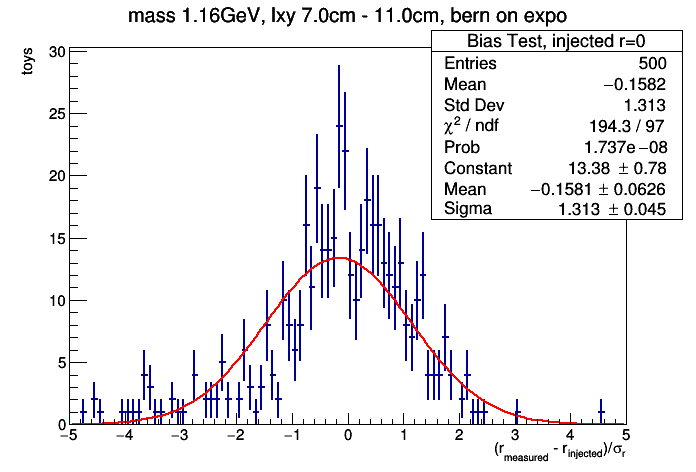 mass 1.16GeV, lxy 7.0cm - 11.0cm, bern on expo
Bias Test, injected r=0
Entries 500
Mean −0.1582
Std Dev 1.313
χ² / ndf 194.3 / 97
Prob 1.737e−08
Constant 13.38 ± 0.78
Mean −0.1581 ± 0.0626
Sigma 1.313 ± 0.045
toys
30
25
20
15
10
5
0
−5 −4 −3 −2 −1 0 1 2 3 4 5
(r_measured - r_injected)/σ_r